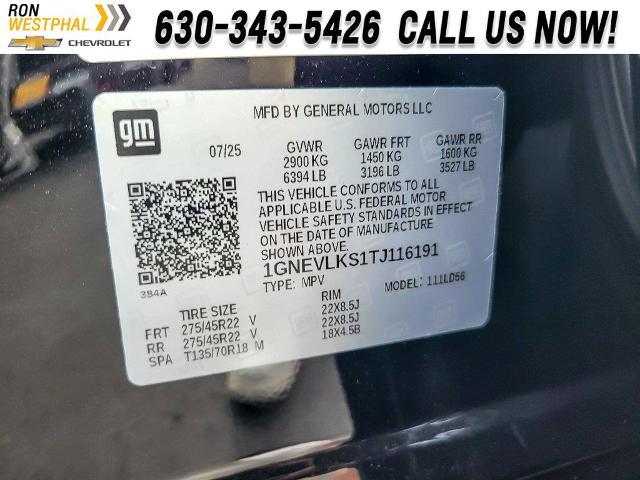 RON
WESTPHAL
CHEVROLET
630-343-5426 CALL US NOW!
gm
MFD BY GENERAL MOTORS LLC
07/25 GVWR GAWR FRT GAWR RR
2900 KG 1450 KG 1600 KG
6394 LB 3196 LB 3527 LB
THIS VEHICLE CONFORMS TO ALL
APPLICABLE U.S. FEDERAL MOTOR
VEHICLE SAFETY STANDARDS IN EFFECT
ON THE DATE OF MANUFACTURE
SHOWN ABOVE.
1GNEVLKS1TJ116191
TYPE: MPV MODEL: 111LD56
384A
TIRE SIZE RIM
FRT 275/45R22 V 22X8.5J
RR 275/45R22 V 22X8.5J
SPA T135/70R18 M 18X4.5B